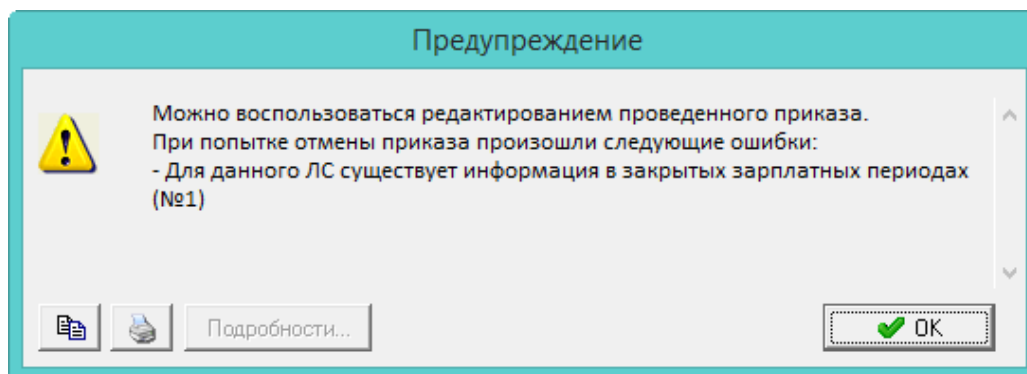 Предупреждение
Можно воспользоваться редактированием проведенного приказа.
При попытке отмены приказа произошли следующие ошибки:
- Для данного ЛС существует информация в закрытых зарплатных периодах
(№1)
Подробности...
OK